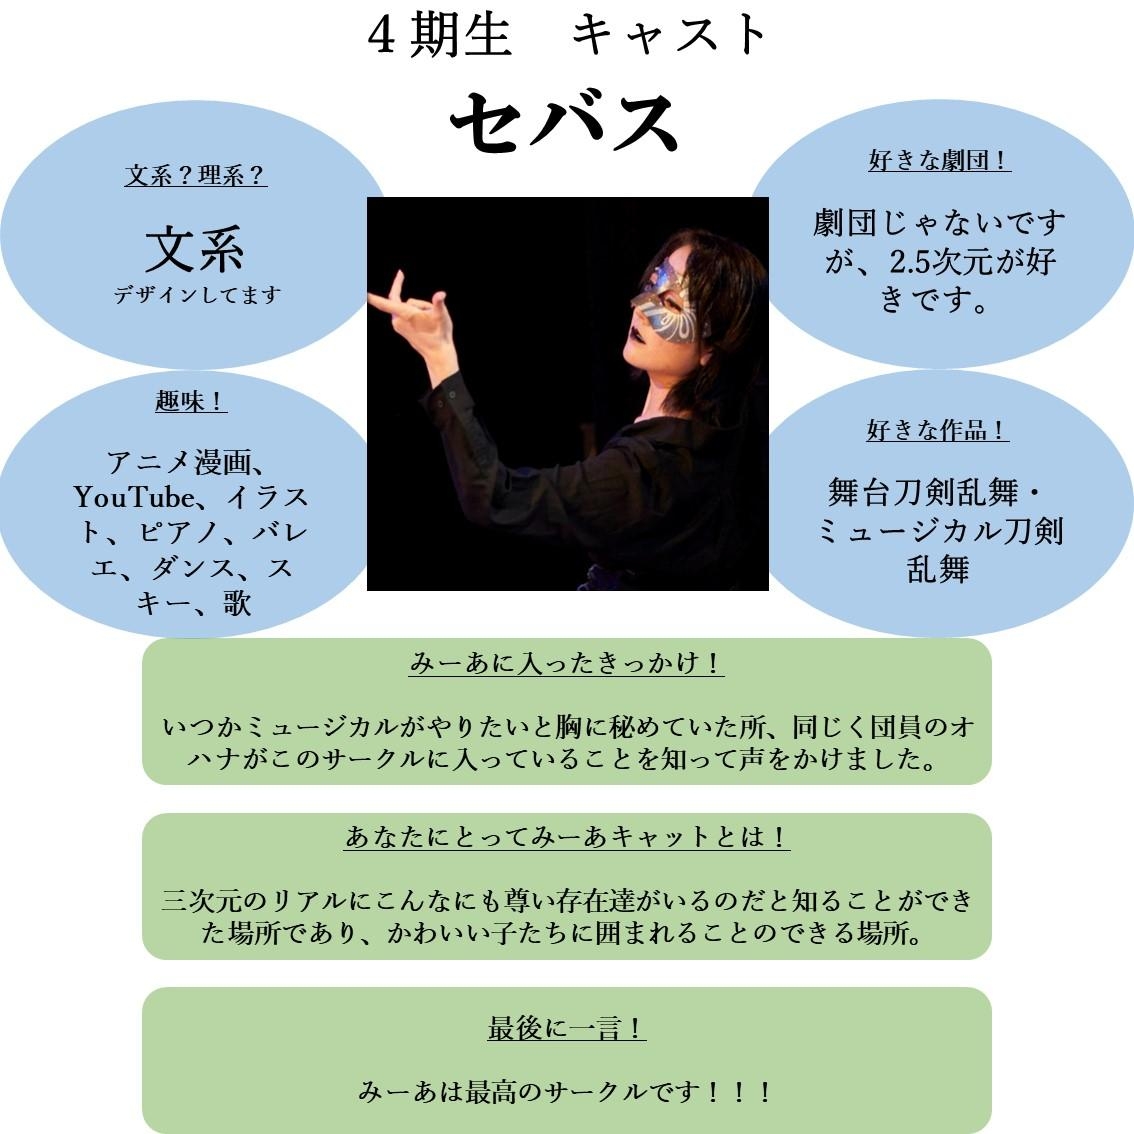 ４期生　キャスト
セバス
文系？理系？
文系
デザインしてます
好きな劇団！
劇団じゃないです
が、2.5次元が好
きです。
趣味！
アニメ漫画、
YouTube、イラス
ト、ピアノ、バレ
エ、ダンス、ス
キー、歌
好きな作品！
舞台刀剣乱舞・
ミュージカル刀剣
乱舞
みーあに入ったきっかけ！
いつかミュージカルがやりたいと胸に秘めていた所、同じく団員のオ
ハナがこのサークルに入っていることを知って声をかけました。
あなたにとってみーあキャットとは！
三次元のリアルにこんなにも尊い存在達がいるのだと知ることができ
た場所であり、かわいい子たちに囲まれることのできる場所。
最後に一言！
みーあは最高のサークルです！！！